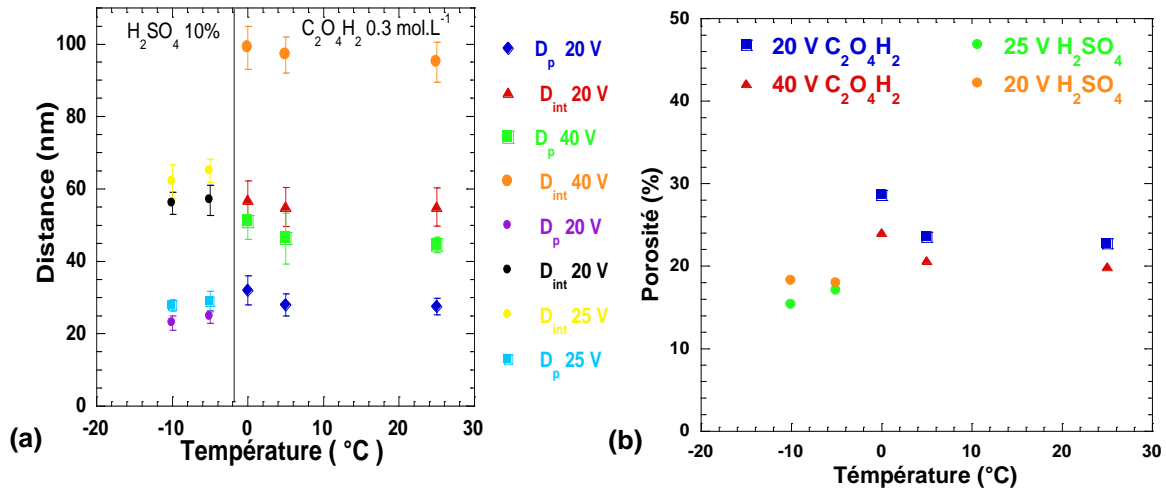 H2SO4 10%
C2O4H2 0.3 mol.L-1
100
80
60
40
20
0
Distance (nm)
-20 -10 0 10 20 30
Température ( °C)
(a)
Dp 20 V
Dint 20 V
Dp 40 V
Dint 40 V
Dp 20 V
Dint 20 V
Dint 25 V
Dp 25 V
20 V C2O4H2
25 V H2SO4
40 V C2O4H2
20 V H2SO4
50
40
30
20
10
0
Porosité (%)
-20 -10 0 10 20 30
Témpérature (°C)
(b)